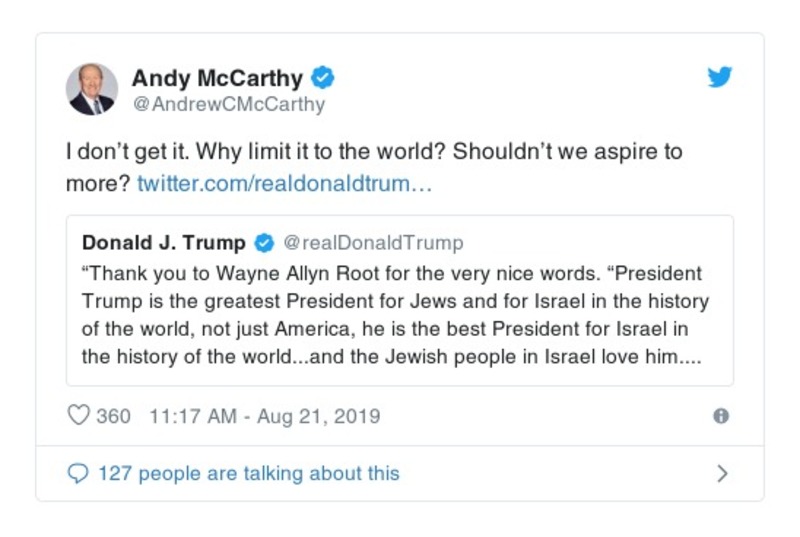 Andy McCarthy
@AndrewCMcCarthy
I don’t get it. Why limit it to the world? Shouldn’t we aspire to
more? twitter.com/realdonaldtrum…
Donald J. Trump @realDonaldTrump
“Thank you to Wayne Allyn Root for the very nice words. “President
Trump is the greatest President for Jews and for Israel in the history
of the world, not just America, he is the best President for Israel in
the history of the world...and the Jewish people in Israel love him....
360 11:17 AM - Aug 21, 2019
127 people are talking about this